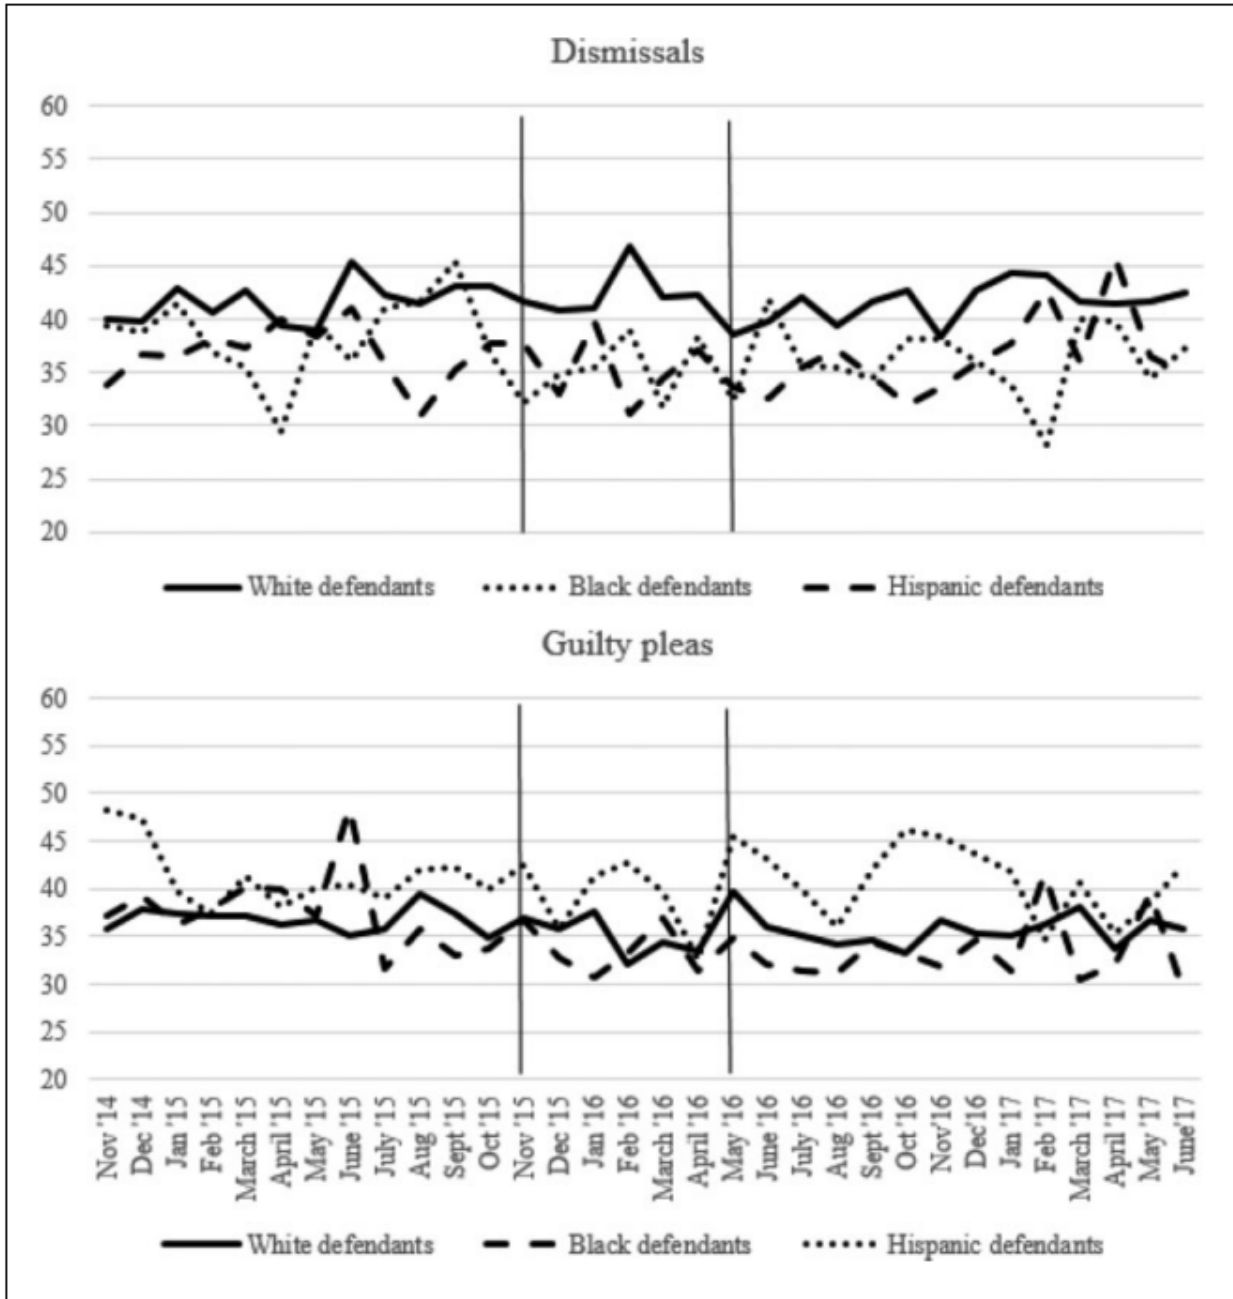 Dismissals
60
55
50
45
40
35
30
25
20
White defendants Black defendants Hispanic defendants
Guilty pleas
60
55
50
45
40
35
30
25
20
Nov '14
Dec '14
Jan '15
Feb '15
March '15
April '15
May '15
June '15
July '15
Aug '15
Sept '15
Oct '15
Nov '15
Dec '15
Jan '16
Feb '16
March '16
April '16
May '16
June '16
July '16
Aug '16
Sept '16
Oct '16
Nov'16
Dec'16
Jan '17
Feb '17
March '17
April '17
May '17
June'17
White defendants Black defendants Hispanic defendants